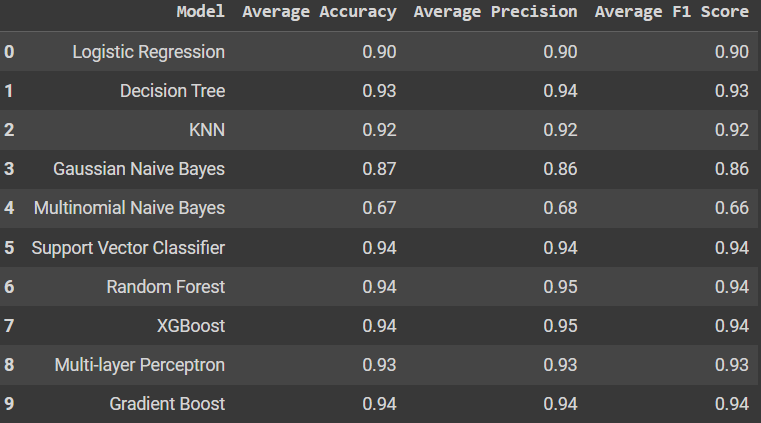 Model Average Accuracy Average Precision Average F1 Score
0 Logistic Regression 0.90 0.90 0.90
1 Decision Tree 0.93 0.94 0.93
2 KNN 0.92 0.92 0.92
3 Gaussian Naive Bayes 0.87 0.86 0.86
4 Multinomial Naive Bayes 0.67 0.68 0.66
5 Support Vector Classifier 0.94 0.94 0.94
6 Random Forest 0.94 0.95 0.94
7 XGBoost 0.94 0.95 0.94
8 Multi-layer Perceptron 0.93 0.93 0.93
9 Gradient Boost 0.94 0.94 0.94